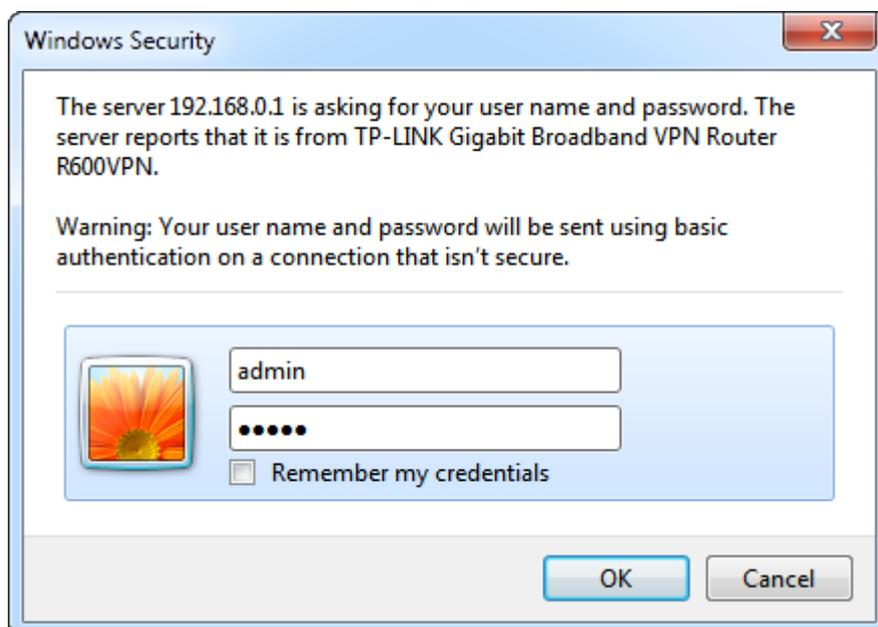 Windows Security
The server 192.168.0.1 is asking for your user name and password. The
server reports that it is from TP-LINK Gigabit Broadband VPN Router
R600VPN.
Warning: Your user name and password will be sent using basic
authentication on a connection that isn't secure.
admin
•••••
Remember my credentials
OK
Cancel